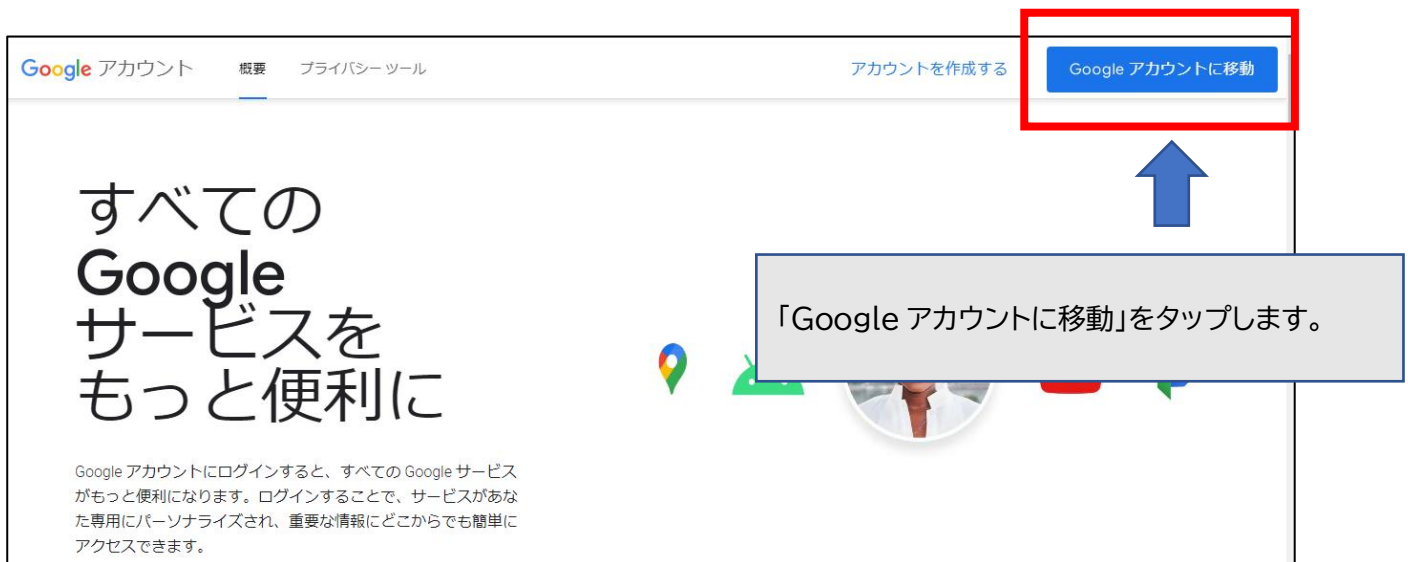 Google アカウント 概要 プライバシー ツール アカウントを作成する Google アカウントに移動
すべての
Google
サービスを
もっと便利に
「Google アカウントに移動」をタップします。
Google アカウントにログインすると、すべての Google サービス
がもっと便利になります。ログインすることで、サービスがあな
た専用にパーソナライズされ、重要な情報にどこからでも簡単に
アクセスできます。